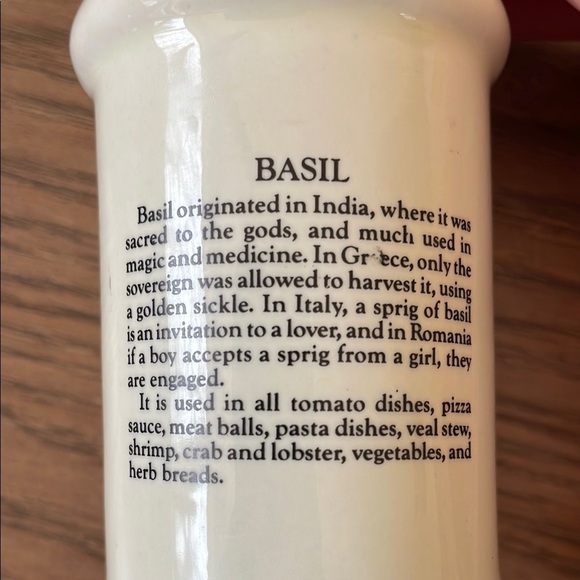 BASIL
Basil originated in India, where it was
sacred to the gods, and much used in
magic and medicine. In Greece, only the
sovereign was allowed to harvest it, using
a golden sickle. In Italy, a sprig of basil
is an invitation to a lover, and in Romania
if a boy accepts a sprig from a girl, they
are engaged.
It is used in all tomato dishes, pizza
sauce, meat balls, pasta dishes, veal stew,
shrimp, crab and lobster, vegetables, and
herb breads.